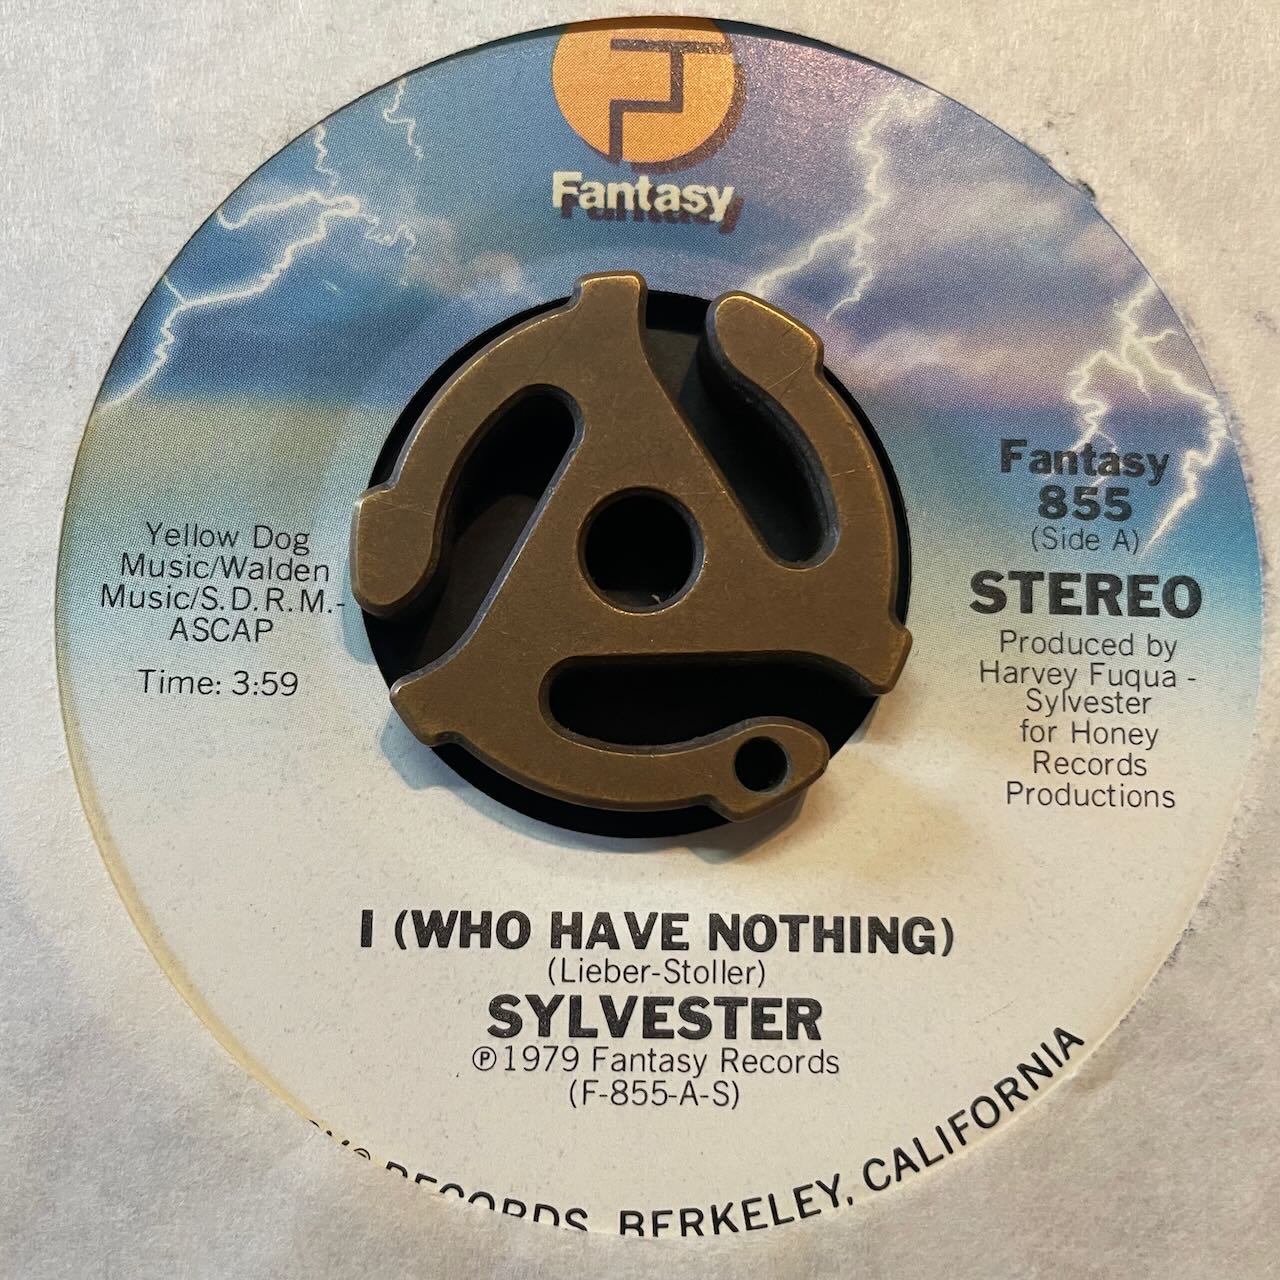 Fantasy
Fantasy
855
(Side A)
STEREO
Produced by
Harvey Fuqua -
Sylvester
for Honey
Records
Productions
Yellow Dog
Music/Walden
Music/S.D.R.M.-
ASCAP
Time: 3:59
I (WHO HAVE NOTHING)
(Lieber-Stoller)
SYLVESTER
℗1979 Fantasy Records
(F-855-A-S)
RECORDS, BERKELEY, CALIFORNIA